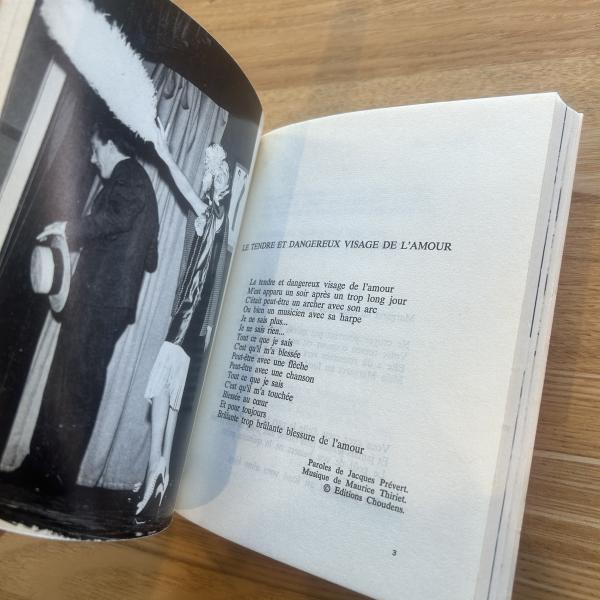 LE TENDRE ET DANGEREUX VISAGE DE L'AMOUR
Le tendre et dangereux visage de l'amour
M'est apparu un soir après un trop long jour
C'était peut-être un archer avec son arc
Ou bien un musicien avec sa harpe
Je ne sais plus...
Je ne sais rien...
Tout ce que je sais
C'est qu'il m'a blessée
Peut-être avec une flèche
Peut-être avec une chanson
Tout ce que je sais
C'est qu'il m'a touchée
Blessée au cœur
Et pour toujours
Brûlante trop brûlante blessure de l'amour
Paroles de Jacques Prévert.
Musique de Maurice Thiriet.
© Editions Choudens.
3